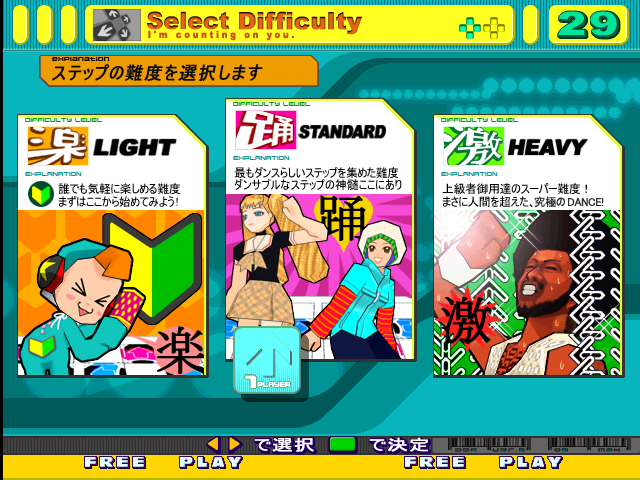 Select Difficulty
I'm counting on you.
29
EXPLANATION
ステップの難度を選択します
DIFFICULTY LEVEL
楽 LIGHT
EXPLANATION
誰でも気軽に楽しめる難度
まずはここから始めてみよう!
楽
DIFFICULTY LEVEL
踊 STANDARD
EXPLANATION
最もダンスらしいステップを集めた難度
ダンサブルなステップの神髄ここにあり
踊
1PLAYER
DIFFICULTY LEVEL
激 HEAVY
EXPLANATION
上級者御用達のスーパー難度！
まさに人間を超えた、究極のDANCE!
激
で選択 で決定
FREE PLAY
FREE PLAY